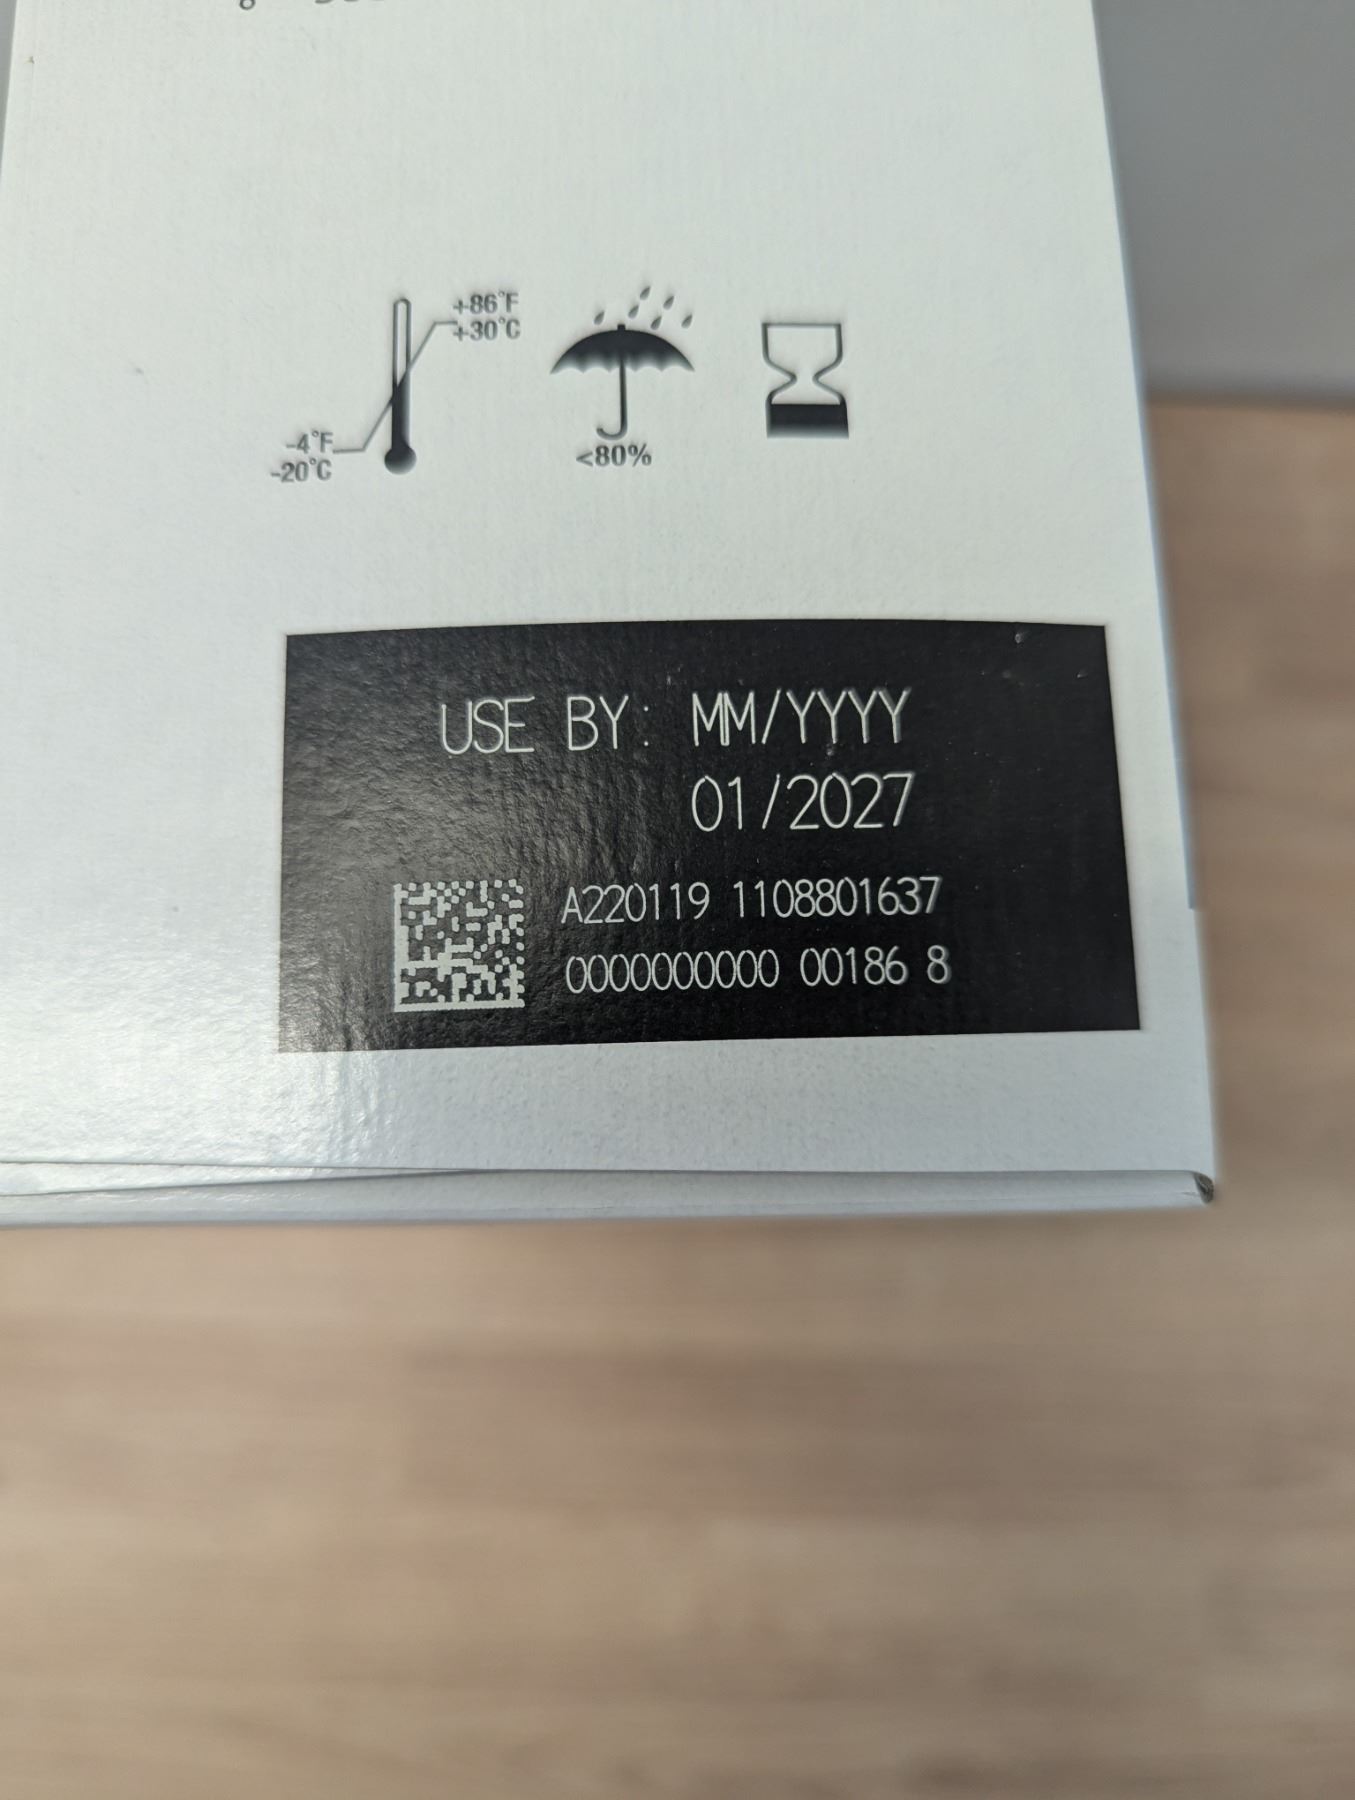 +86°F
+30°C
-4°F
-20°C
<80%
USE BY: MM/YYYY
01/2027
A220119 1108801637
0000000000 00186 8